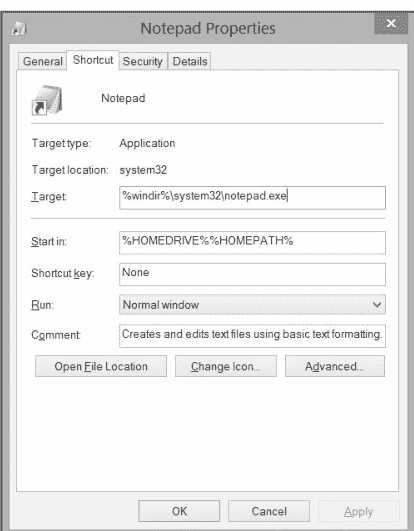 Notepad Properties
General Shortcut Security Details
Notepad
Target type: Application
Target location: system32
Target: %windir%\system32\notepad.exe
Start in: %HOMEDRIVE%%HOMEPATH%
Shortcut key: None
Run: Normal window
Comment: Creates and edits text files using basic text formatting.
Open File Location Change Icon... Advanced...
OK Cancel Apply